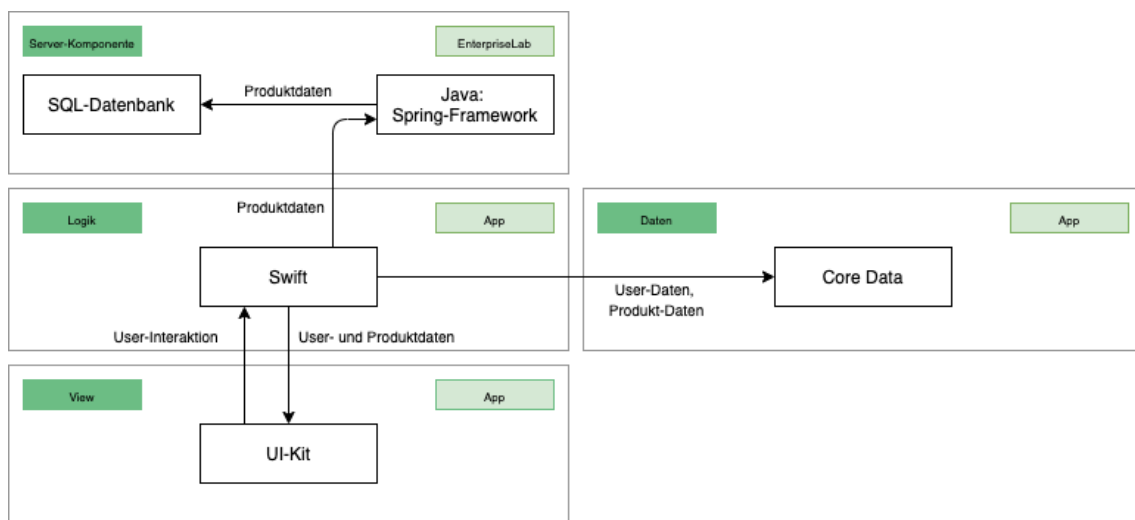 Server-Komponente
EnterpriseLab
SQL-Datenbank
Produktdaten
Java:
Spring-Framework
Produktdaten
Logik
App
Swift
User-Interaktion
User- und Produktdaten
Daten
App
Core Data
User-Daten,
Produkt-Daten
View
App
UI-Kit